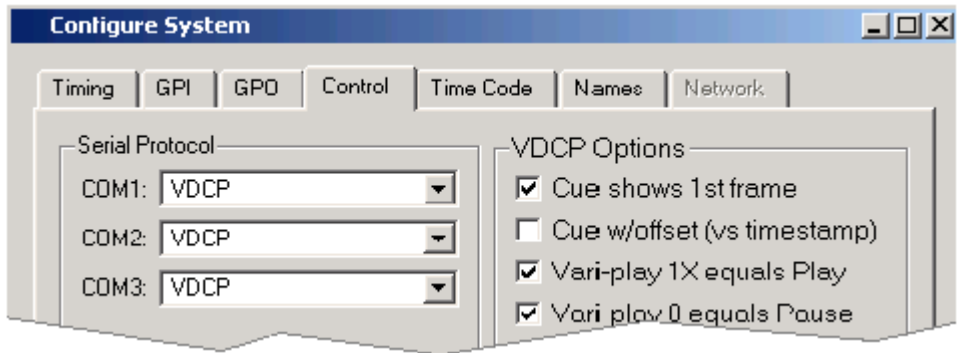 Configure System
Timing GPI GPO Control Time Code Names Network
Serial Protocol
COM1: VDCP
COM2: VDCP
COM3: VDCP
VDCP Options
Cue shows 1st frame
Cue w/offset (vs timestamp)
Vari-play 1X equals Play
Vari play 0 equals Pause